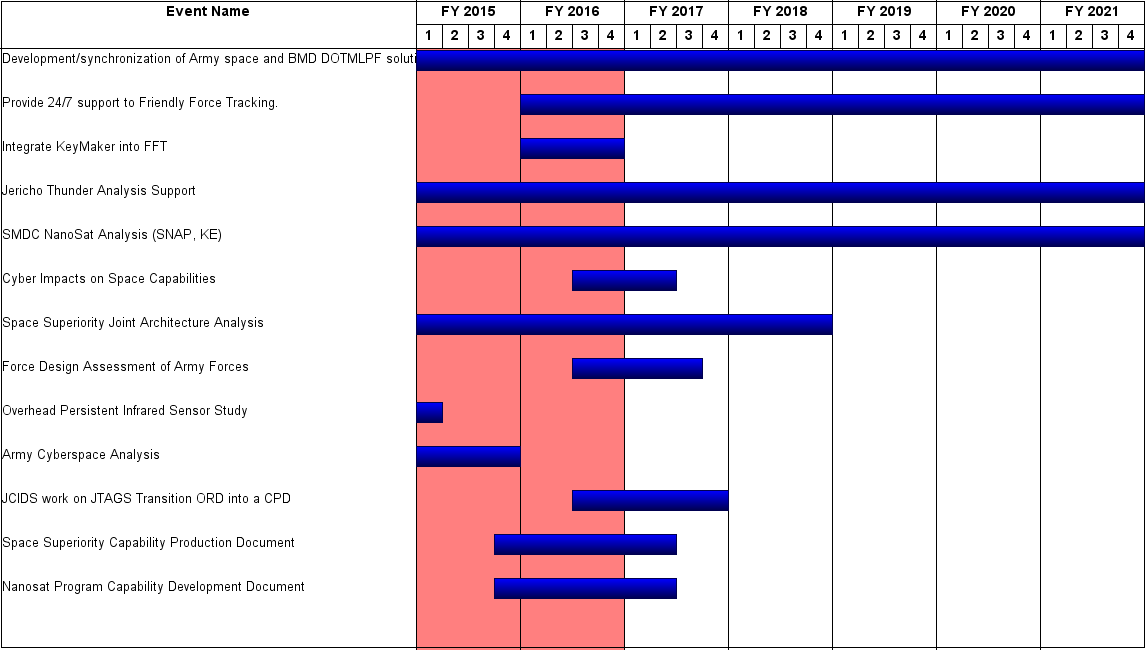 Event Name FY 2015 FY 2016 FY 2017 FY 2018 FY 2019 FY 2020 FY 2021
1 2 3 4 1 2 3 4 1 2 3 4 1 2 3 4 1 2 3 4 1 2 3 4 1 2 3 4
Development/synchronization of Army space and BMD DOTMLPF soluti
Provide 24/7 support to Friendly Force Tracking.
Integrate KeyMaker into FFT
Jericho Thunder Analysis Support
SMDC NanoSat Analysis (SNAP, KE)
Cyber Impacts on Space Capabilities
Space Superiority Joint Architecture Analysis
Force Design Assessment of Army Forces
Overhead Persistent Infrared Sensor Study
Army Cyberspace Analysis
JCIDS work on JTAGS Transition ORD into a CPD
Space Superiority Capability Production Document
Nanosat Program Capability Development Document